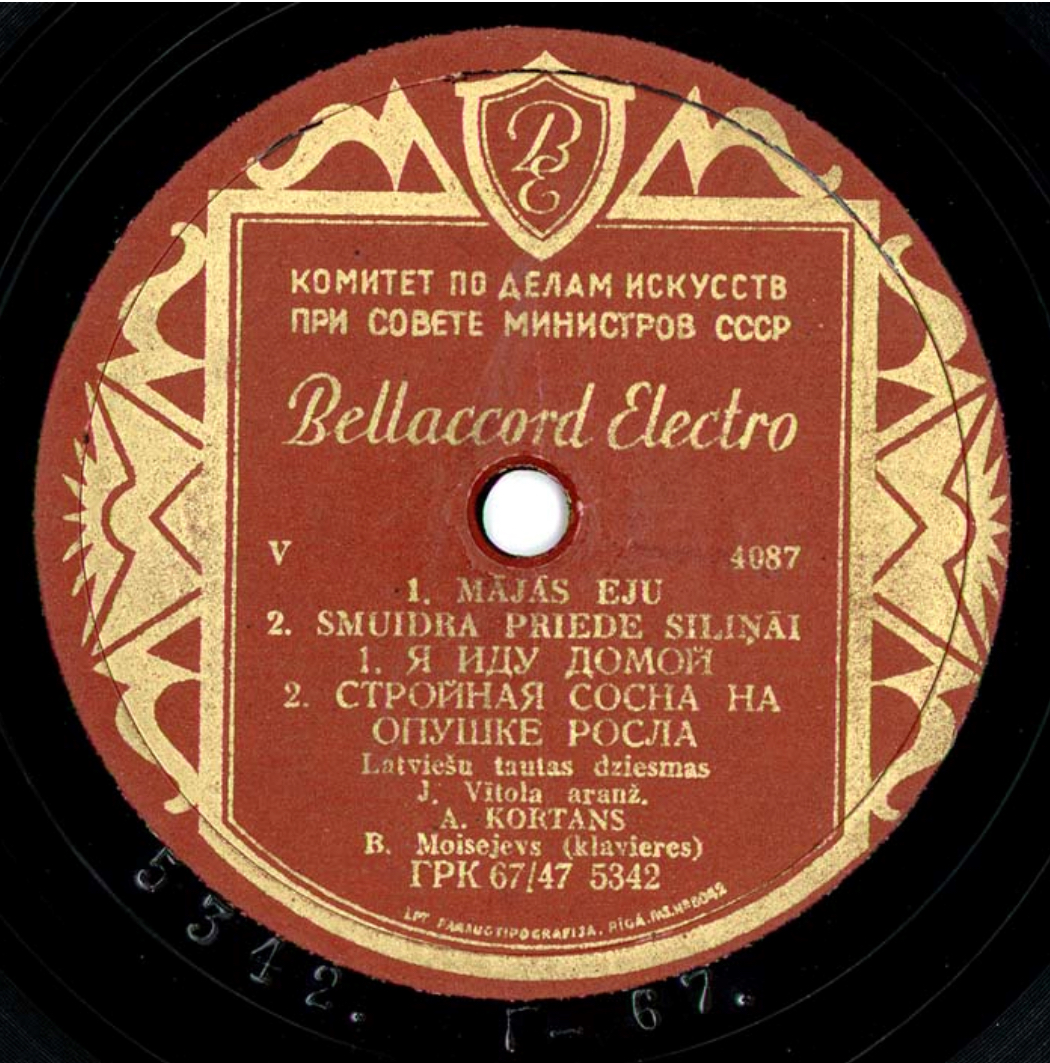 B
E
КОМИТЕТ ПО ДЕЛАМ ИСКУССТВ
ПРИ СОВЕТЕ МИНИСТРОВ СССР
Bellaccord Electro
V 4087
1. MĀJĀS EJU
2. SMUIDRA PRIEDE SILIŅĀI
1. Я ИДУ ДОМОЙ
2. СТРОЙНАЯ СОСНА НА
ОПУШКЕ РОСЛА
Latviešu tautas dziesmas
J. Vītola aranž.
A. KORTANS
B. Moisejevs (klavieres)
ГРК 67/47 5342
TIPOGRAFIJA, RĪGĀ.
5342. Г-67.